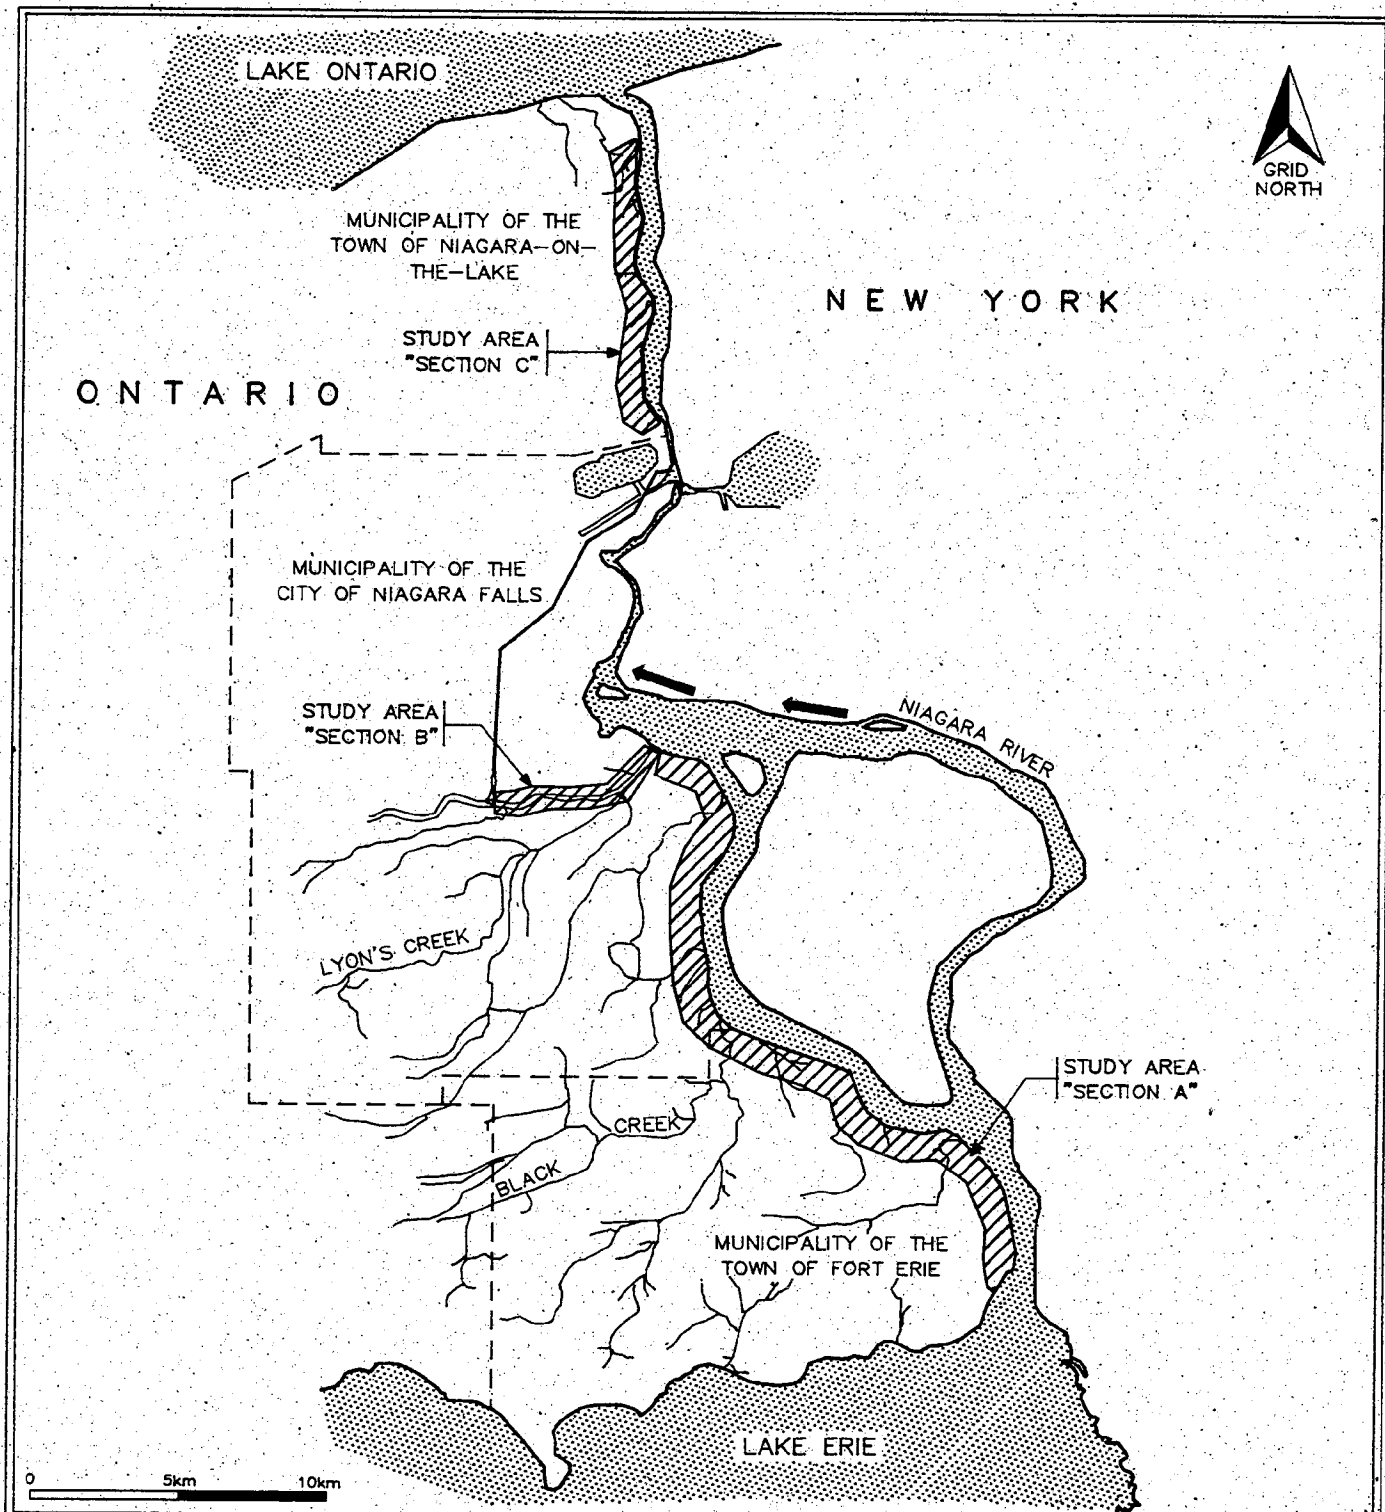 LAKE ONTARIO
GRID
NORTH
MUNICIPALITY OF THE
TOWN OF NIAGARA-ON-
THE-LAKE
NEW YORK
STUDY AREA
"SECTION C"
ONTARIO
MUNICIPALITY OF THE
CITY OF NIAGARA FALLS
STUDY AREA
"SECTION B"
NIAGARA RIVER
LYON'S CREEK
STUDY AREA
"SECTION A"
BLACK CREEK
MUNICIPALITY OF THE
TOWN OF FORT ERIE
LAKE ERIE
0 5km 10km